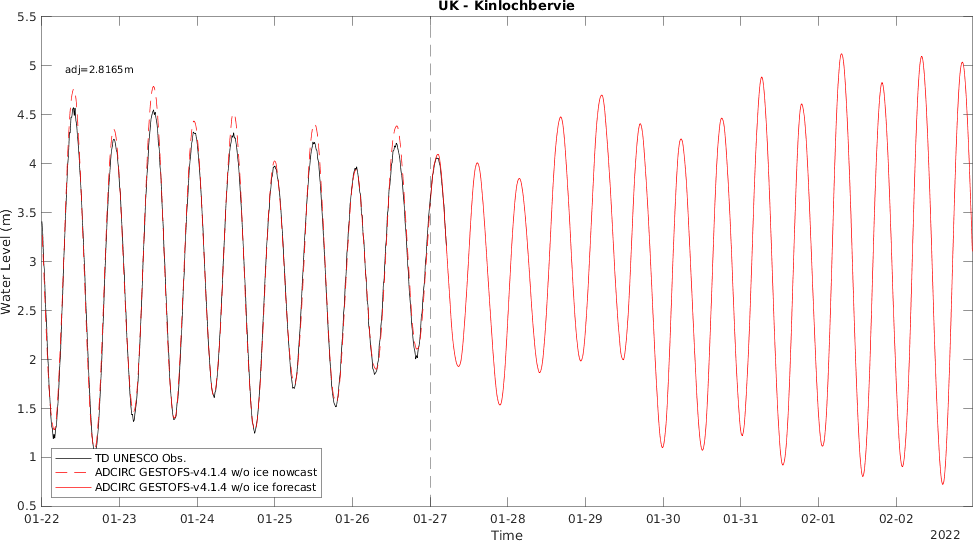 UK - Kinlochbervie
5.5
5
4.5
4
3.5
3
2.5
2
1.5
1
0.5
Water Level (m)
adj=2.8165m
TD UNESCO Obs.
ADCIRC GESTOFS-v4.1.4 w/o ice nowcast
ADCIRC GESTOFS-v4.1.4 w/o ice forecast
01-22 01-23 01-24 01-25 01-26 01-27 01-28 01-29 01-30 01-31 02-01 02-02
Time
2022